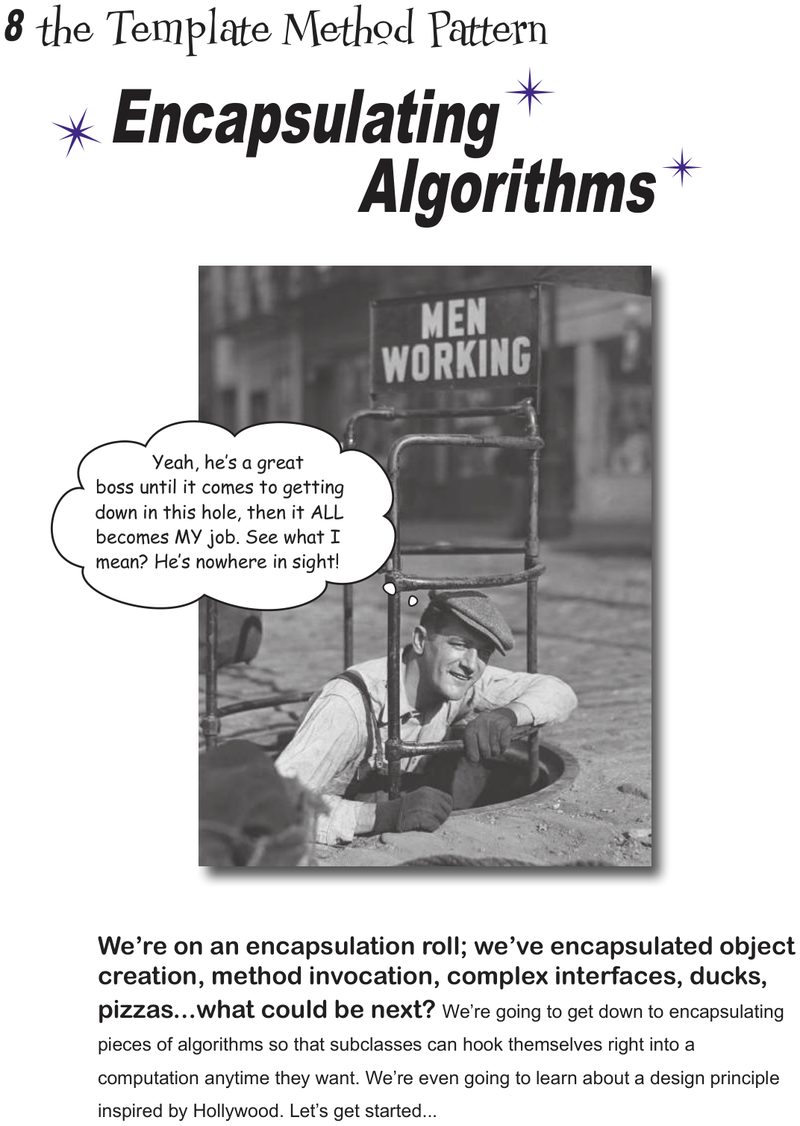 8 the Template Method Pattern
Encapsulating
Algorithms
MEN
WORKING
Yeah, he’s a great
boss until it comes to getting
down in this hole, then it ALL
becomes MY job. See what I
mean? He’s nowhere in sight!
We’re on an encapsulation roll; we’ve encapsulated object
creation, method invocation, complex interfaces, ducks,
pizzas...what could be next? We’re going to get down to encapsulating
pieces of algorithms so that subclasses can hook themselves right into a
computation anytime they want. We’re even going to learn about a design principle
inspired by Hollywood. Let’s get started...